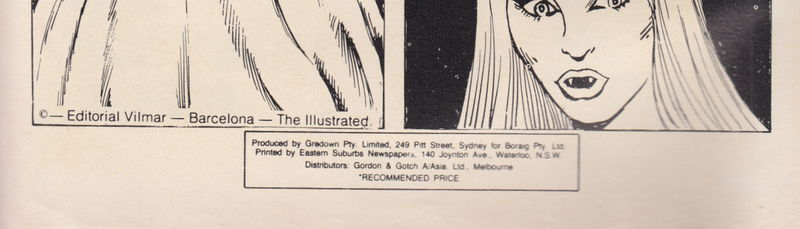 ©— Editorial Vilmar — Barcelona — The Illustrated.
Produced by Gredown Pty. Limited, 249 Pitt Street, Sydney for Boraig Pty. Ltd.
Printed by Eastern Suburbs Newspapers, 140 Joynton Ave., Waterloo, N.S.W.
Distributors: Gordon & Gotch A/Asia. Ltd., Melbourne
*RECOMMENDED PRICE